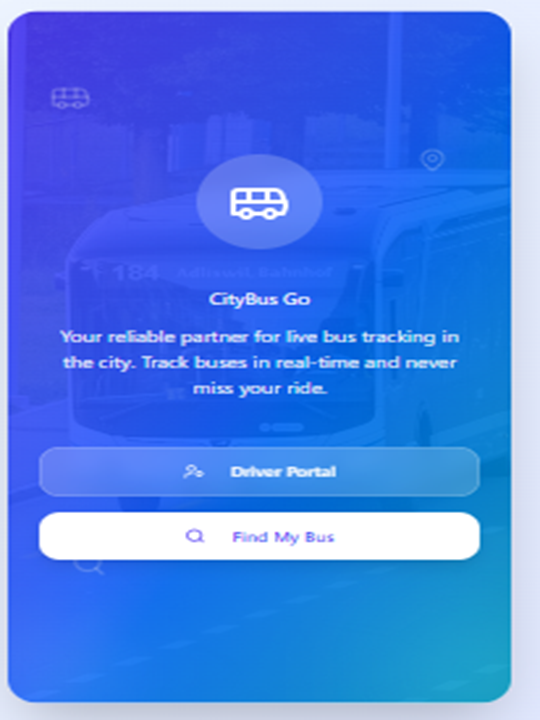 184 Adliswil Bahnhof
CityBus Go
Your reliable partner for live bus tracking in
the city. Track buses in real-time and never
miss your ride.
Driver Portal
Find My Bus